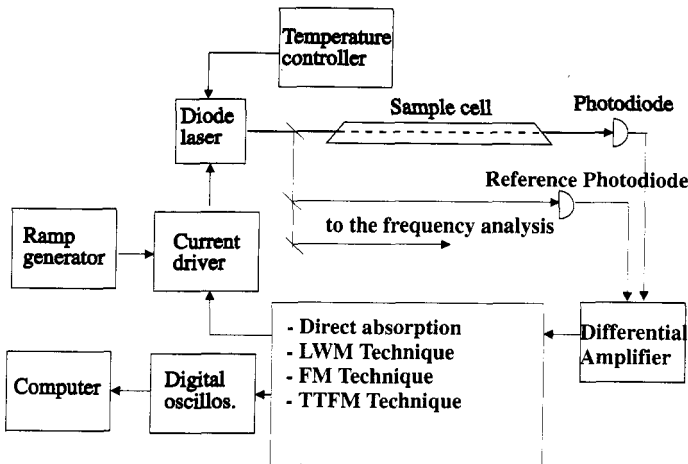 Temperature
controller
Diode
laser
Sample cell
Photodiode
Reference Photodiode
to the frequency analysis
Ramp
generator
Current
driver
- Direct absorption
- LWM Technique
- FM Technique
- TTFM Technique
Differential
Amplifier
Computer
Digital
oscillos.